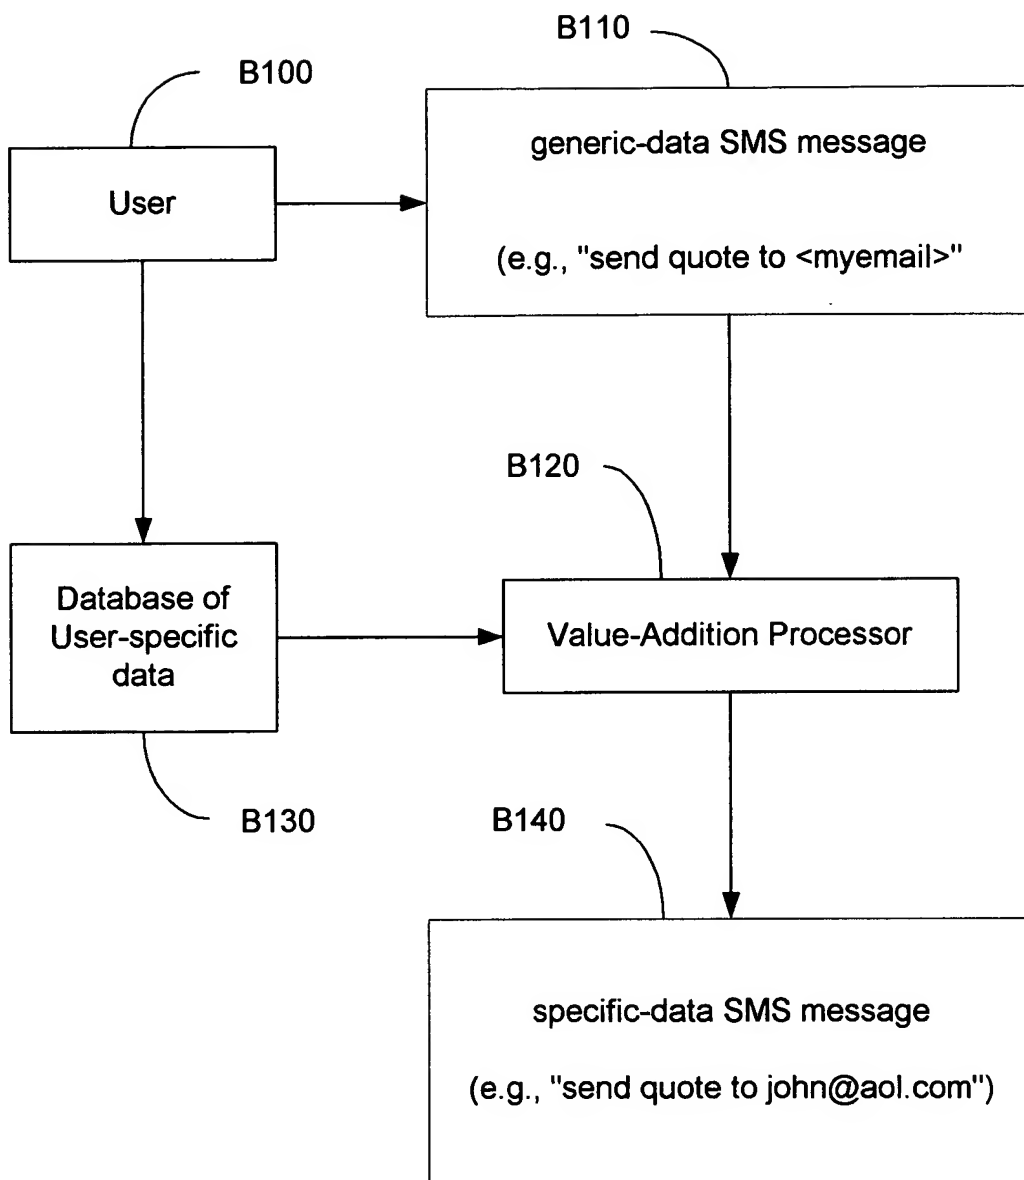 B110
B100
generic-data SMS message
User
(e.g., "send quote to <myemail>"
B120
Database of
User-specific
data
Value-Addition Processor
B130
B140
specific-data SMS message
(e.g., "send quote to john@aol.com")